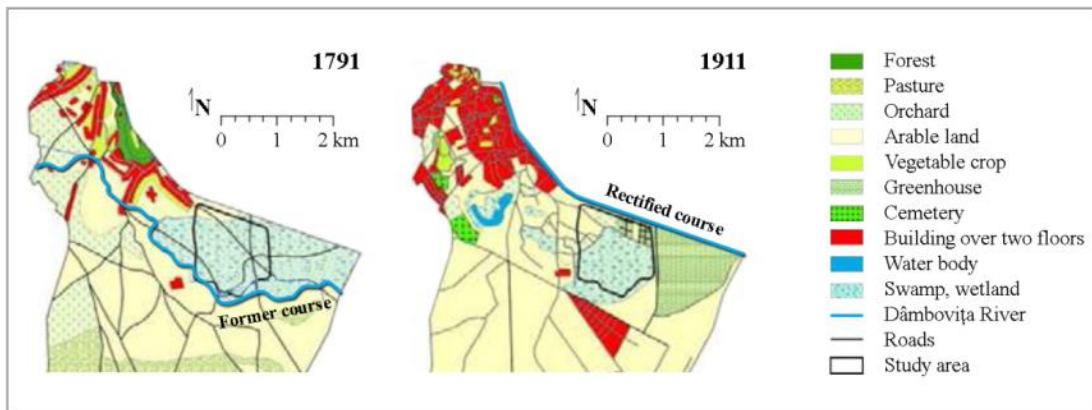 1791
N
0 1 2 km
Former course
1911
N
0 1 2 km
Rectified course
Forest
Pasture
Orchard
Arable land
Vegetable crop
Greenhouse
Cemetery
Building over two floors
Water body
Swamp, wetland
Dâmbovița River
Roads
Study area